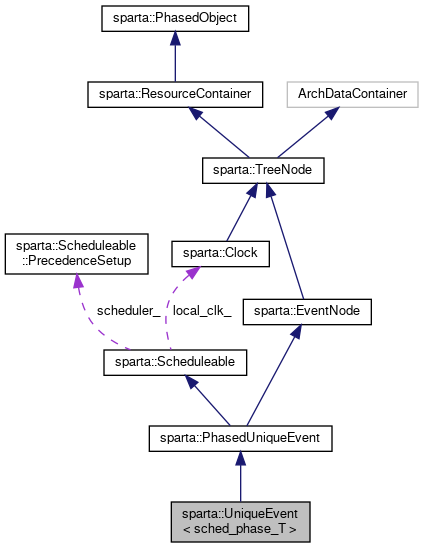 sparta::PhasedObject
sparta::ResourceContainer
ArchDataContainer
sparta::TreeNode
sparta::Scheduleable
::PrecedenceSetup
sparta::Clock
scheduler_
local_clk_
sparta::EventNode
sparta::Scheduleable
sparta::PhasedUniqueEvent
sparta::UniqueEvent
< sched_phase_T >